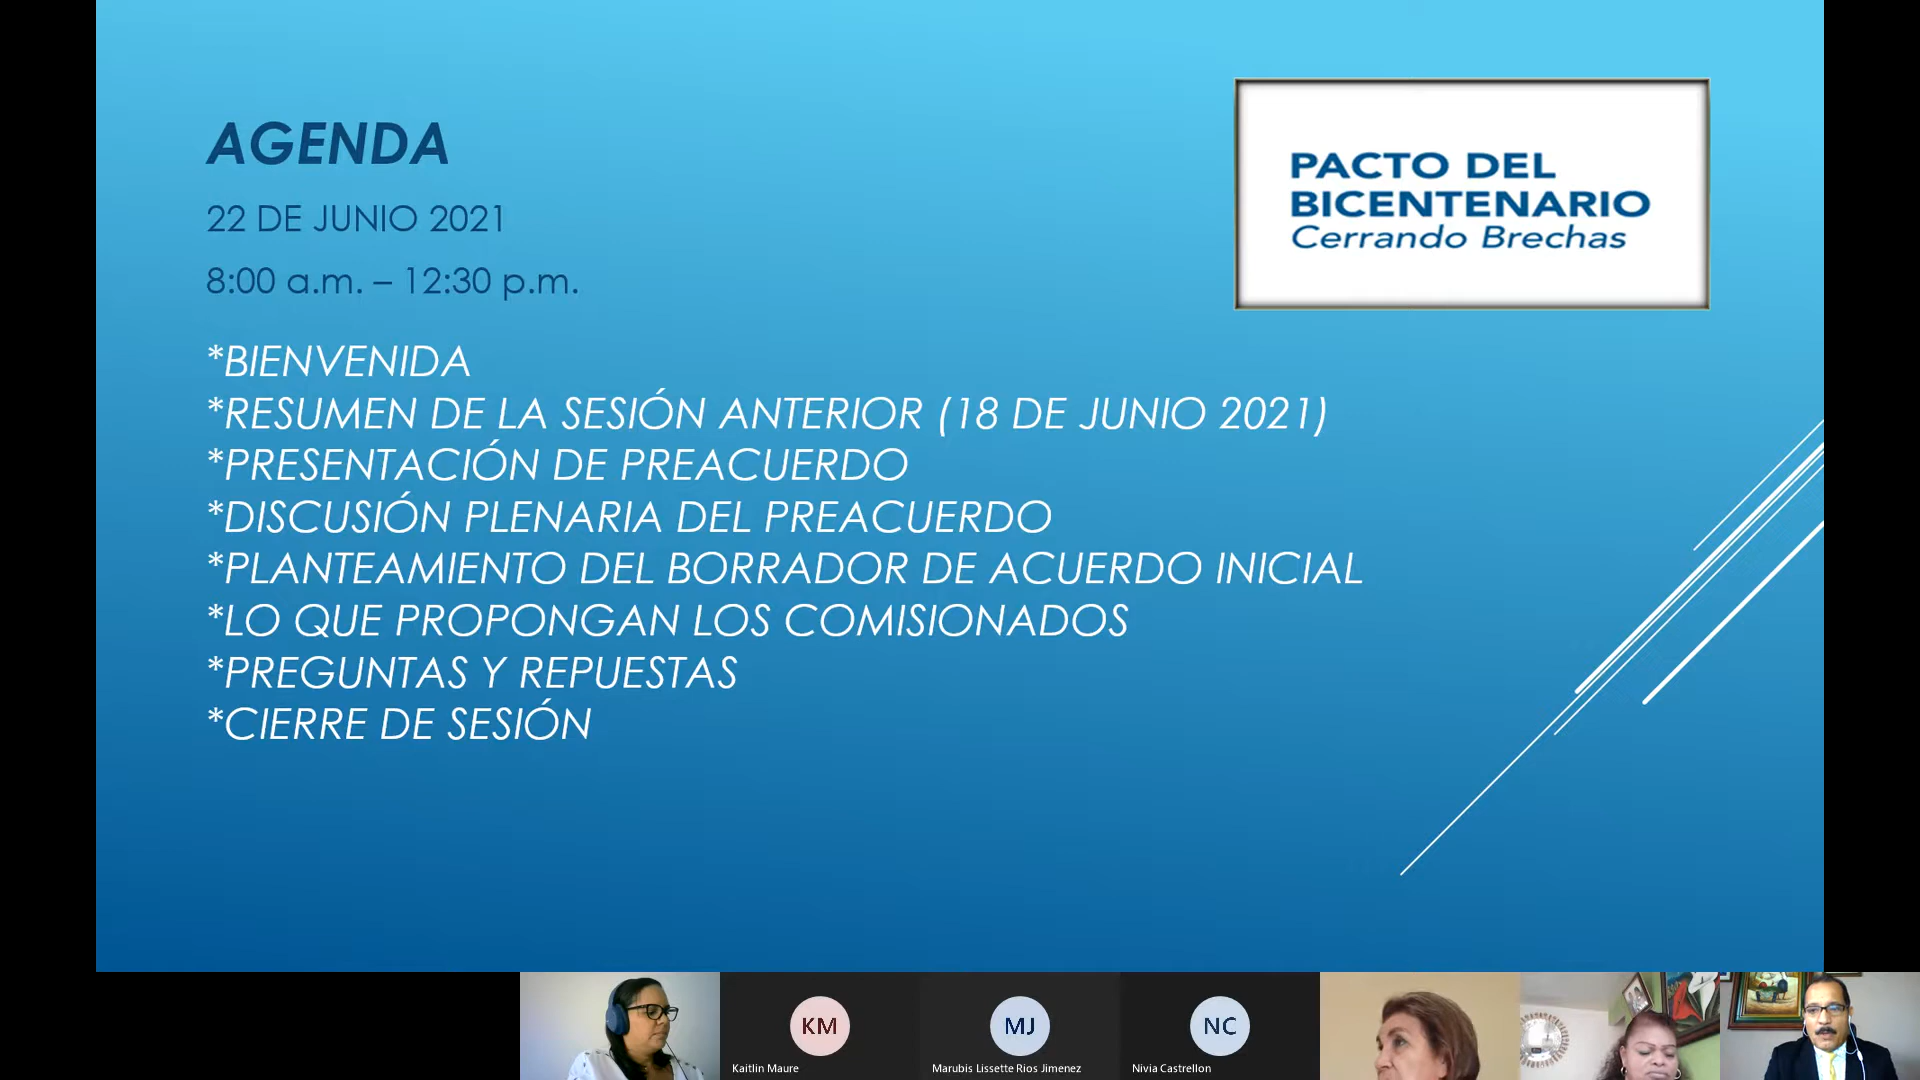 AGENDA
22 DE JUNIO 2021
8:00 a.m. – 12:30 p.m.
PACTO DEL
BICENTENARIO
Cerrando Brechas
*BIENVENIDA
*RESUMEN DE LA SESIÓN ANTERIOR (18 DE JUNIO 2021)
*PRESENTACIÓN DE PREACUERDO
*DISCUSIÓN PLENARIA DEL PREACUERDO
*PLANTEAMIENTO DEL BORRADOR DE ACUERDO INICIAL
*LO QUE PROPONGAN LOS COMISIONADOS
*PREGUNTAS Y REPUESTAS
*CIERRE DE SESIÓN
KM
MJ
NC
Kaitlin Maure
Marubis Lissette Rios Jimenez
Nivia Castrellon